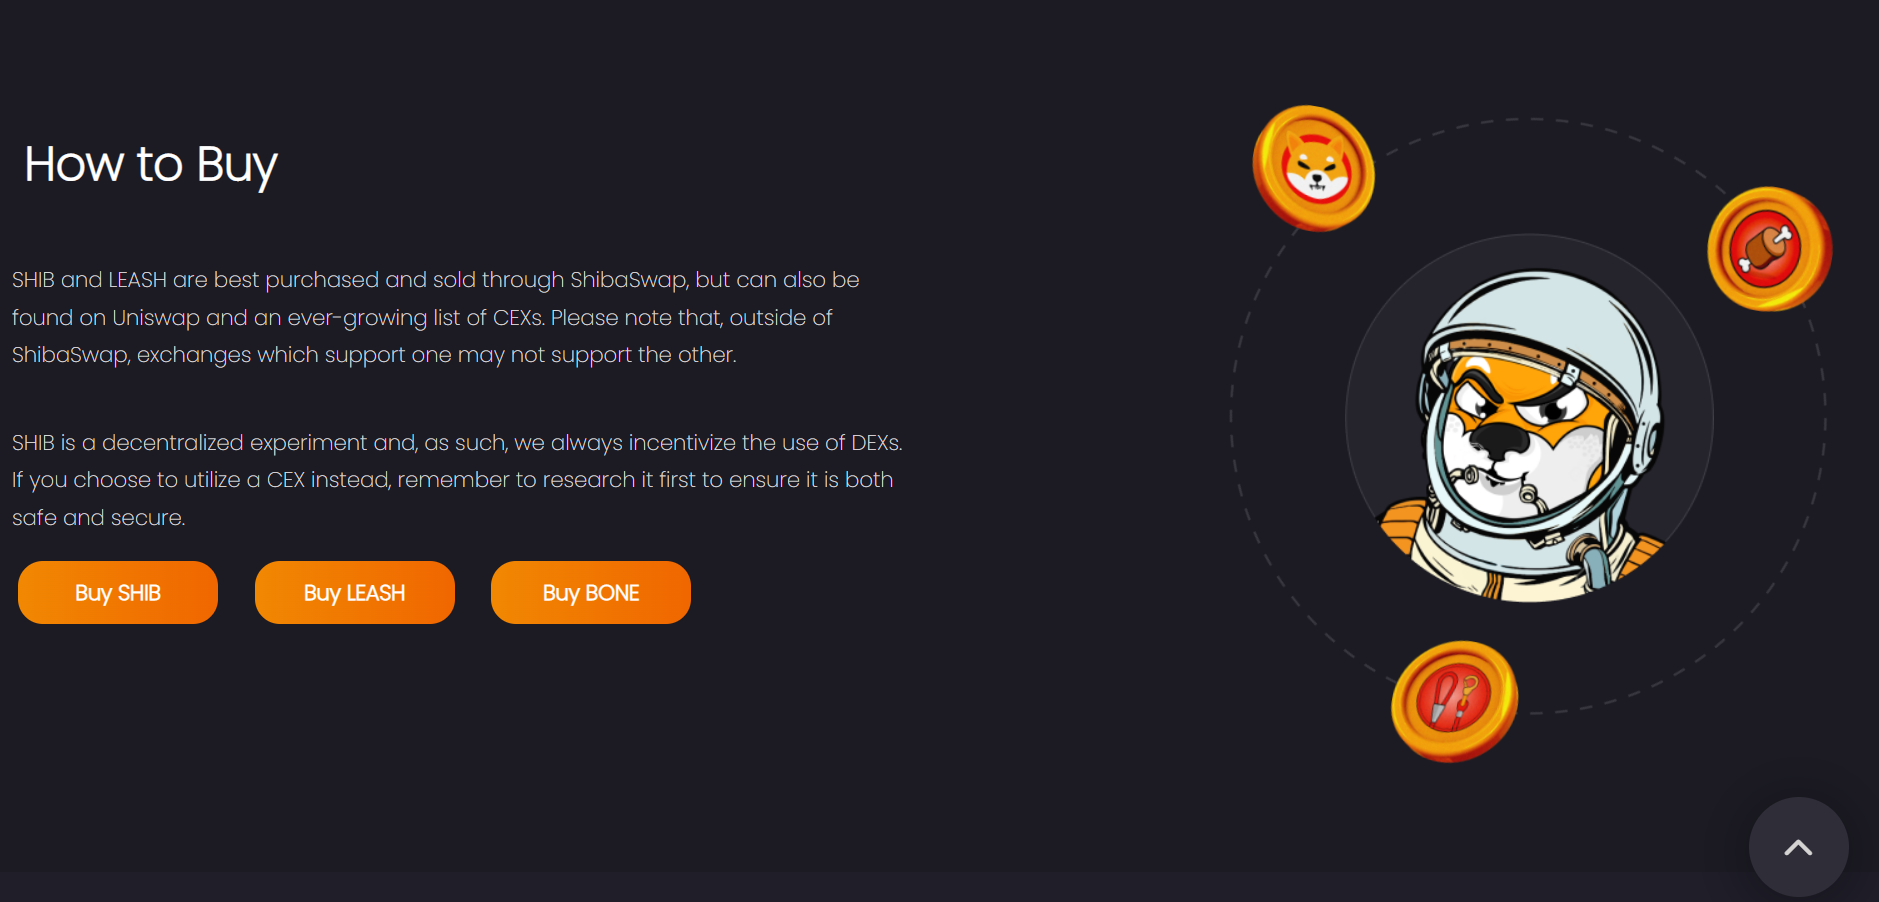 How to Buy
SHIB and LEASH are best purchased and sold through ShibaSwap, but can also be
found on Uniswap and an ever-growing list of CEXs. Please note that, outside of
ShibaSwap, exchanges which support one may not support the other.
SHIB is a decentralized experiment and, as such, we always incentivize the use of DEXs.
If you choose to utilize a CEX instead, remember to research it first to ensure it is both
safe and secure.
Buy SHIB
Buy LEASH
Buy BONE